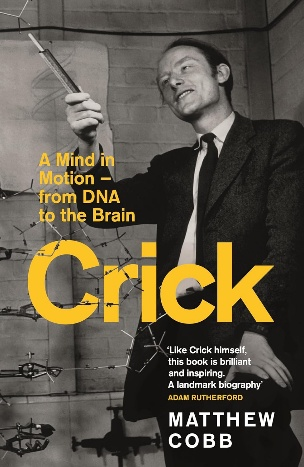 A Mind in
Motion –
from DNA
to the Brain
Crick
‘Like Crick himself,
this book is brilliant
and inspiring.
A landmark biography’
ADAM RUTHERFORD
MATTHEW
COBB